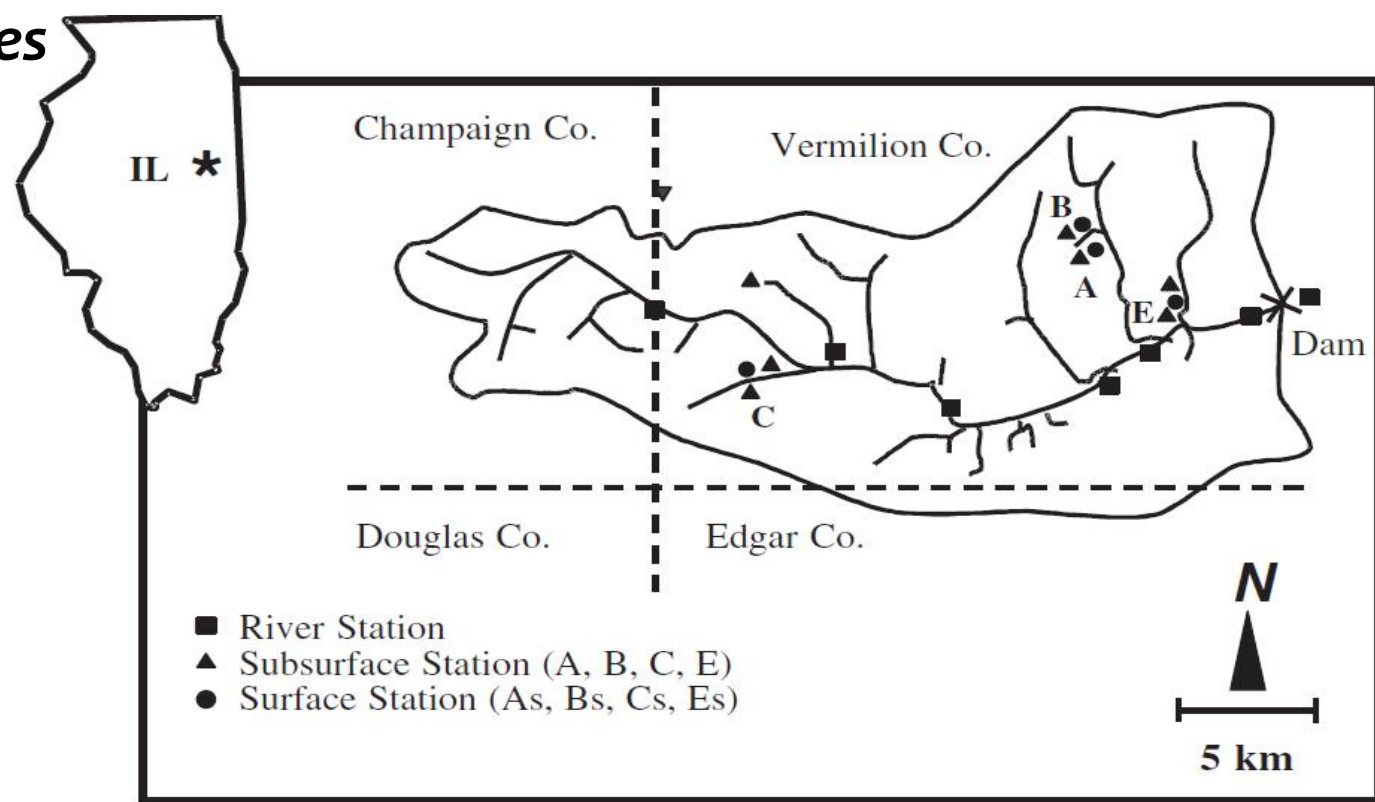 es
IL *
Champaign Co.
Vermilion Co.
B
A
E
Dam
C
Douglas Co.
Edgar Co.
N
River Station
Subsurface Station (A, B, C, E)
Surface Station (As, Bs, Cs, Es)
5 km